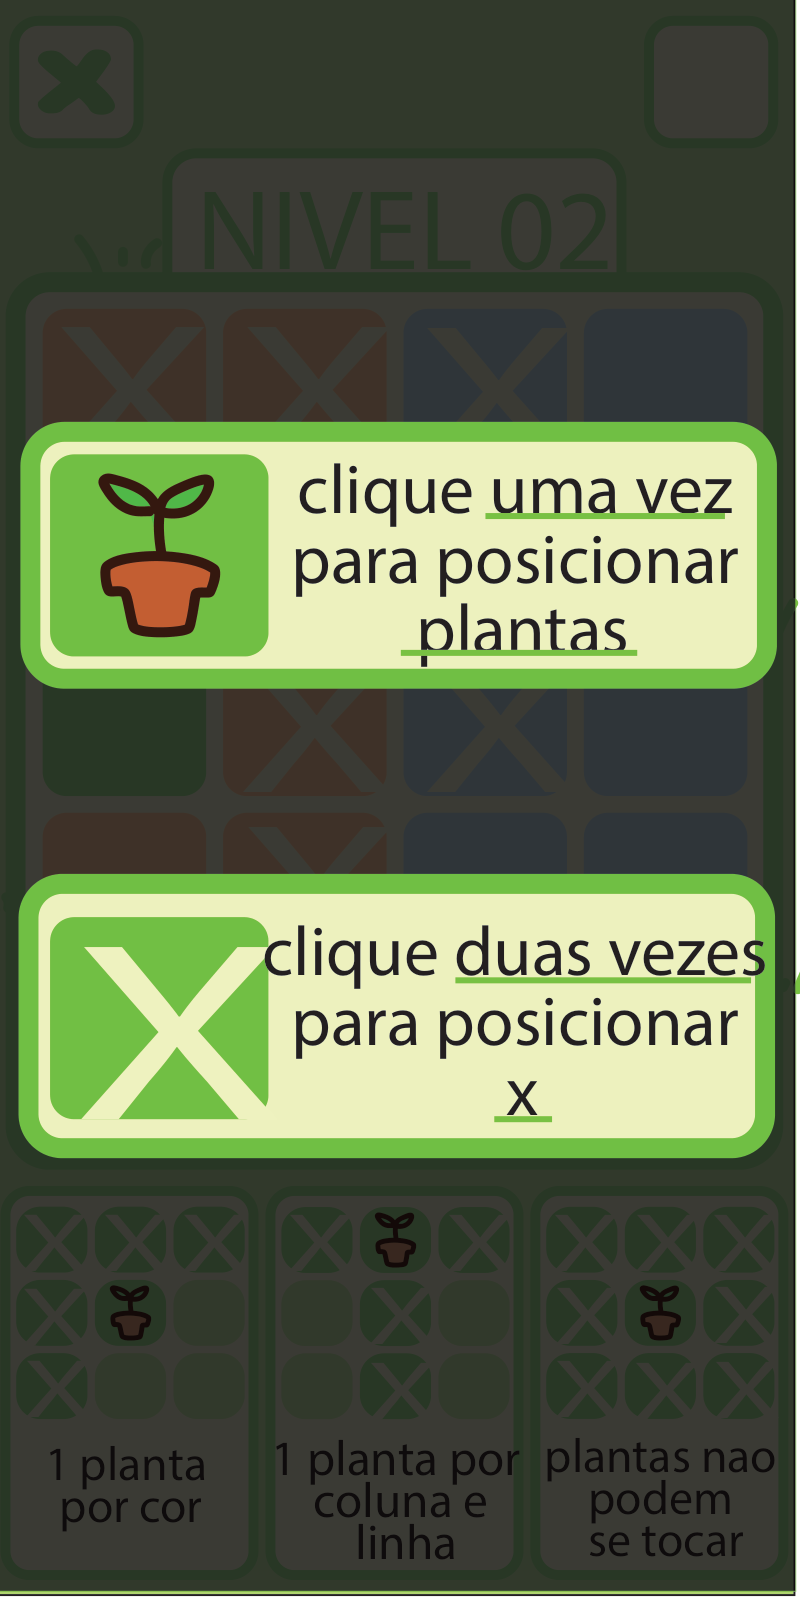 NIVEL 02
clique uma vez
para posicionar
plantas
clique duas vezes
para posicionar
x
1 planta
por cor
1 planta por
coluna e
linha
plantas nao
podem
se tocar